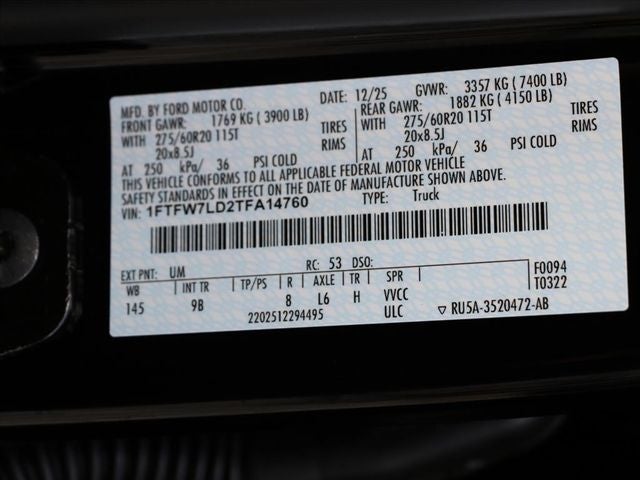 MFD. BY FORD MOTOR CO. DATE: 12/25 GVWR: 3357 KG ( 7400 LB)
FRONT GAWR: 1769 KG ( 3900 LB) REAR GAWR: 1882 KG ( 4150 LB)
WITH 275/60R20 115T TIRES WITH 275/60R20 115T TIRES
20x8.5J RIMS 20x8.5J RIMS
AT 250 kPa/ 36 PSI COLD AT 250 kPa/ 36 PSI COLD
THIS VEHICLE CONFORMS TO ALL APPLICABLE FEDERAL MOTOR VEHICLE
SAFETY STANDARDS IN EFFECT ON THE DATE OF MANUFACTURE SHOWN ABOVE.
VIN: 1FTFW7LD2TFA14760 TYPE: Truck
EXT PNT: UM RC: 53 DSO: F0094
WB INT TR TP/PS R AXLE TR SPR T0322
145 9B 8 L6 H VVCC
2202512294495 ULC ▽ RU5A-3520472-AB